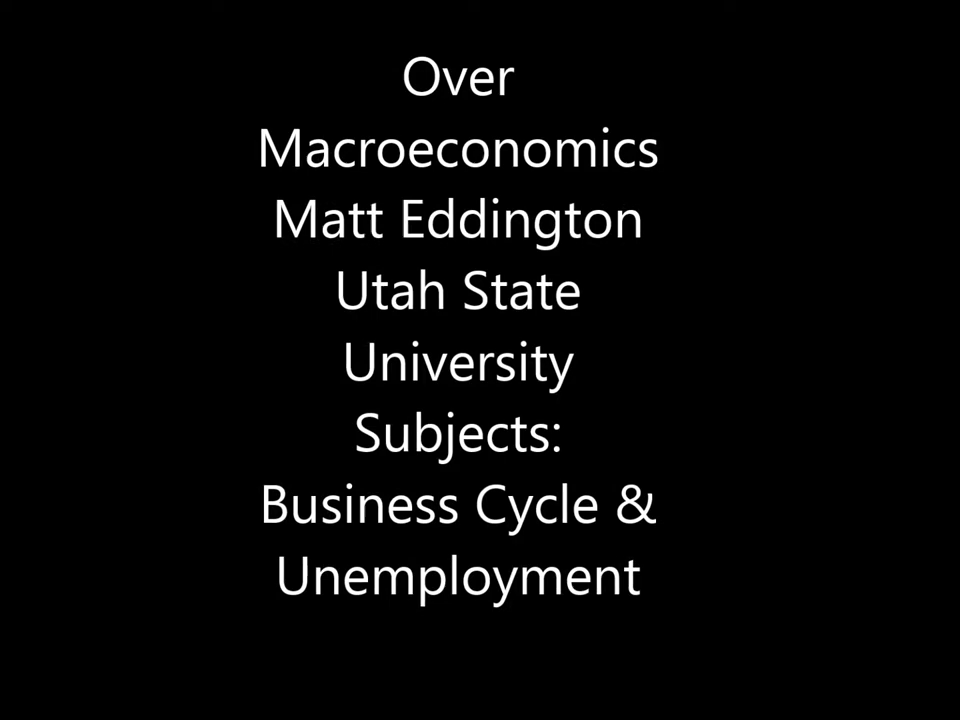 Over
Macroeconomics
Matt Eddington
Utah State
University
Subjects:
Business Cycle &
Unemployment